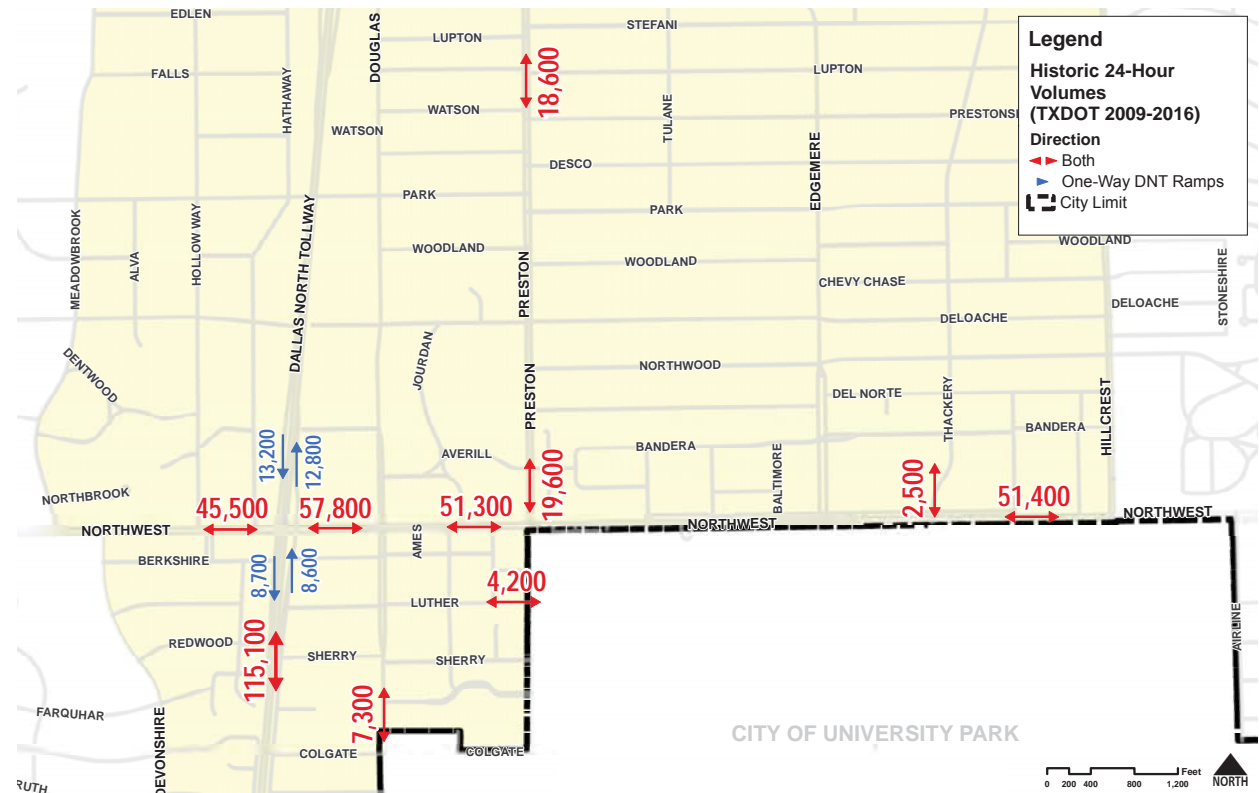 EDLEN
STEFANI
LUPTON
DOUGLAS
FALLS
HATHAWAY
LUPTON
18,600
WATSON
WATSON
TULANE
DESCO
EDGEMERE
Legend
Historic 24-Hour
Volumes
(TXDOT 2009-2016)
Direction
Both
One-Way DNT Ramps
City Limit
MEADOWBROOK
ALVA
HOLLOW WAY
DALLAS NORTH TOLLWAY
PARK
PARK
WOODLAND
WOODLAND
WOODLAND
PRESTON
CHEVY CHASE
DELOACHE
DELOACHE
STONESHIRE
DENTWOOD
JOURDAN
NORTHWOOD
PRESTON
DEL NORTE
THACKERY
HILLCREST
BANDERA
BANDERA
BALTIMORE
AVERILL
13,200
12,800
19,600
2,500
NORTHBROOK
45,500
57,800
51,300
51,400
NORTHWEST
NORTHWEST
NORTHWEST
AMES
BERKSHIRE
8,700
8,600
4,200
LUTHER
REDWOOD
115,100
SHERRY
SHERRY
AIRLINE
7,300
FARQUHAR
DEVONSHIRE
COLGATE
COLGATE
CITY OF UNIVERSITY PARK
RUTH
Feet
0 200 400 800 1,200
NORTH